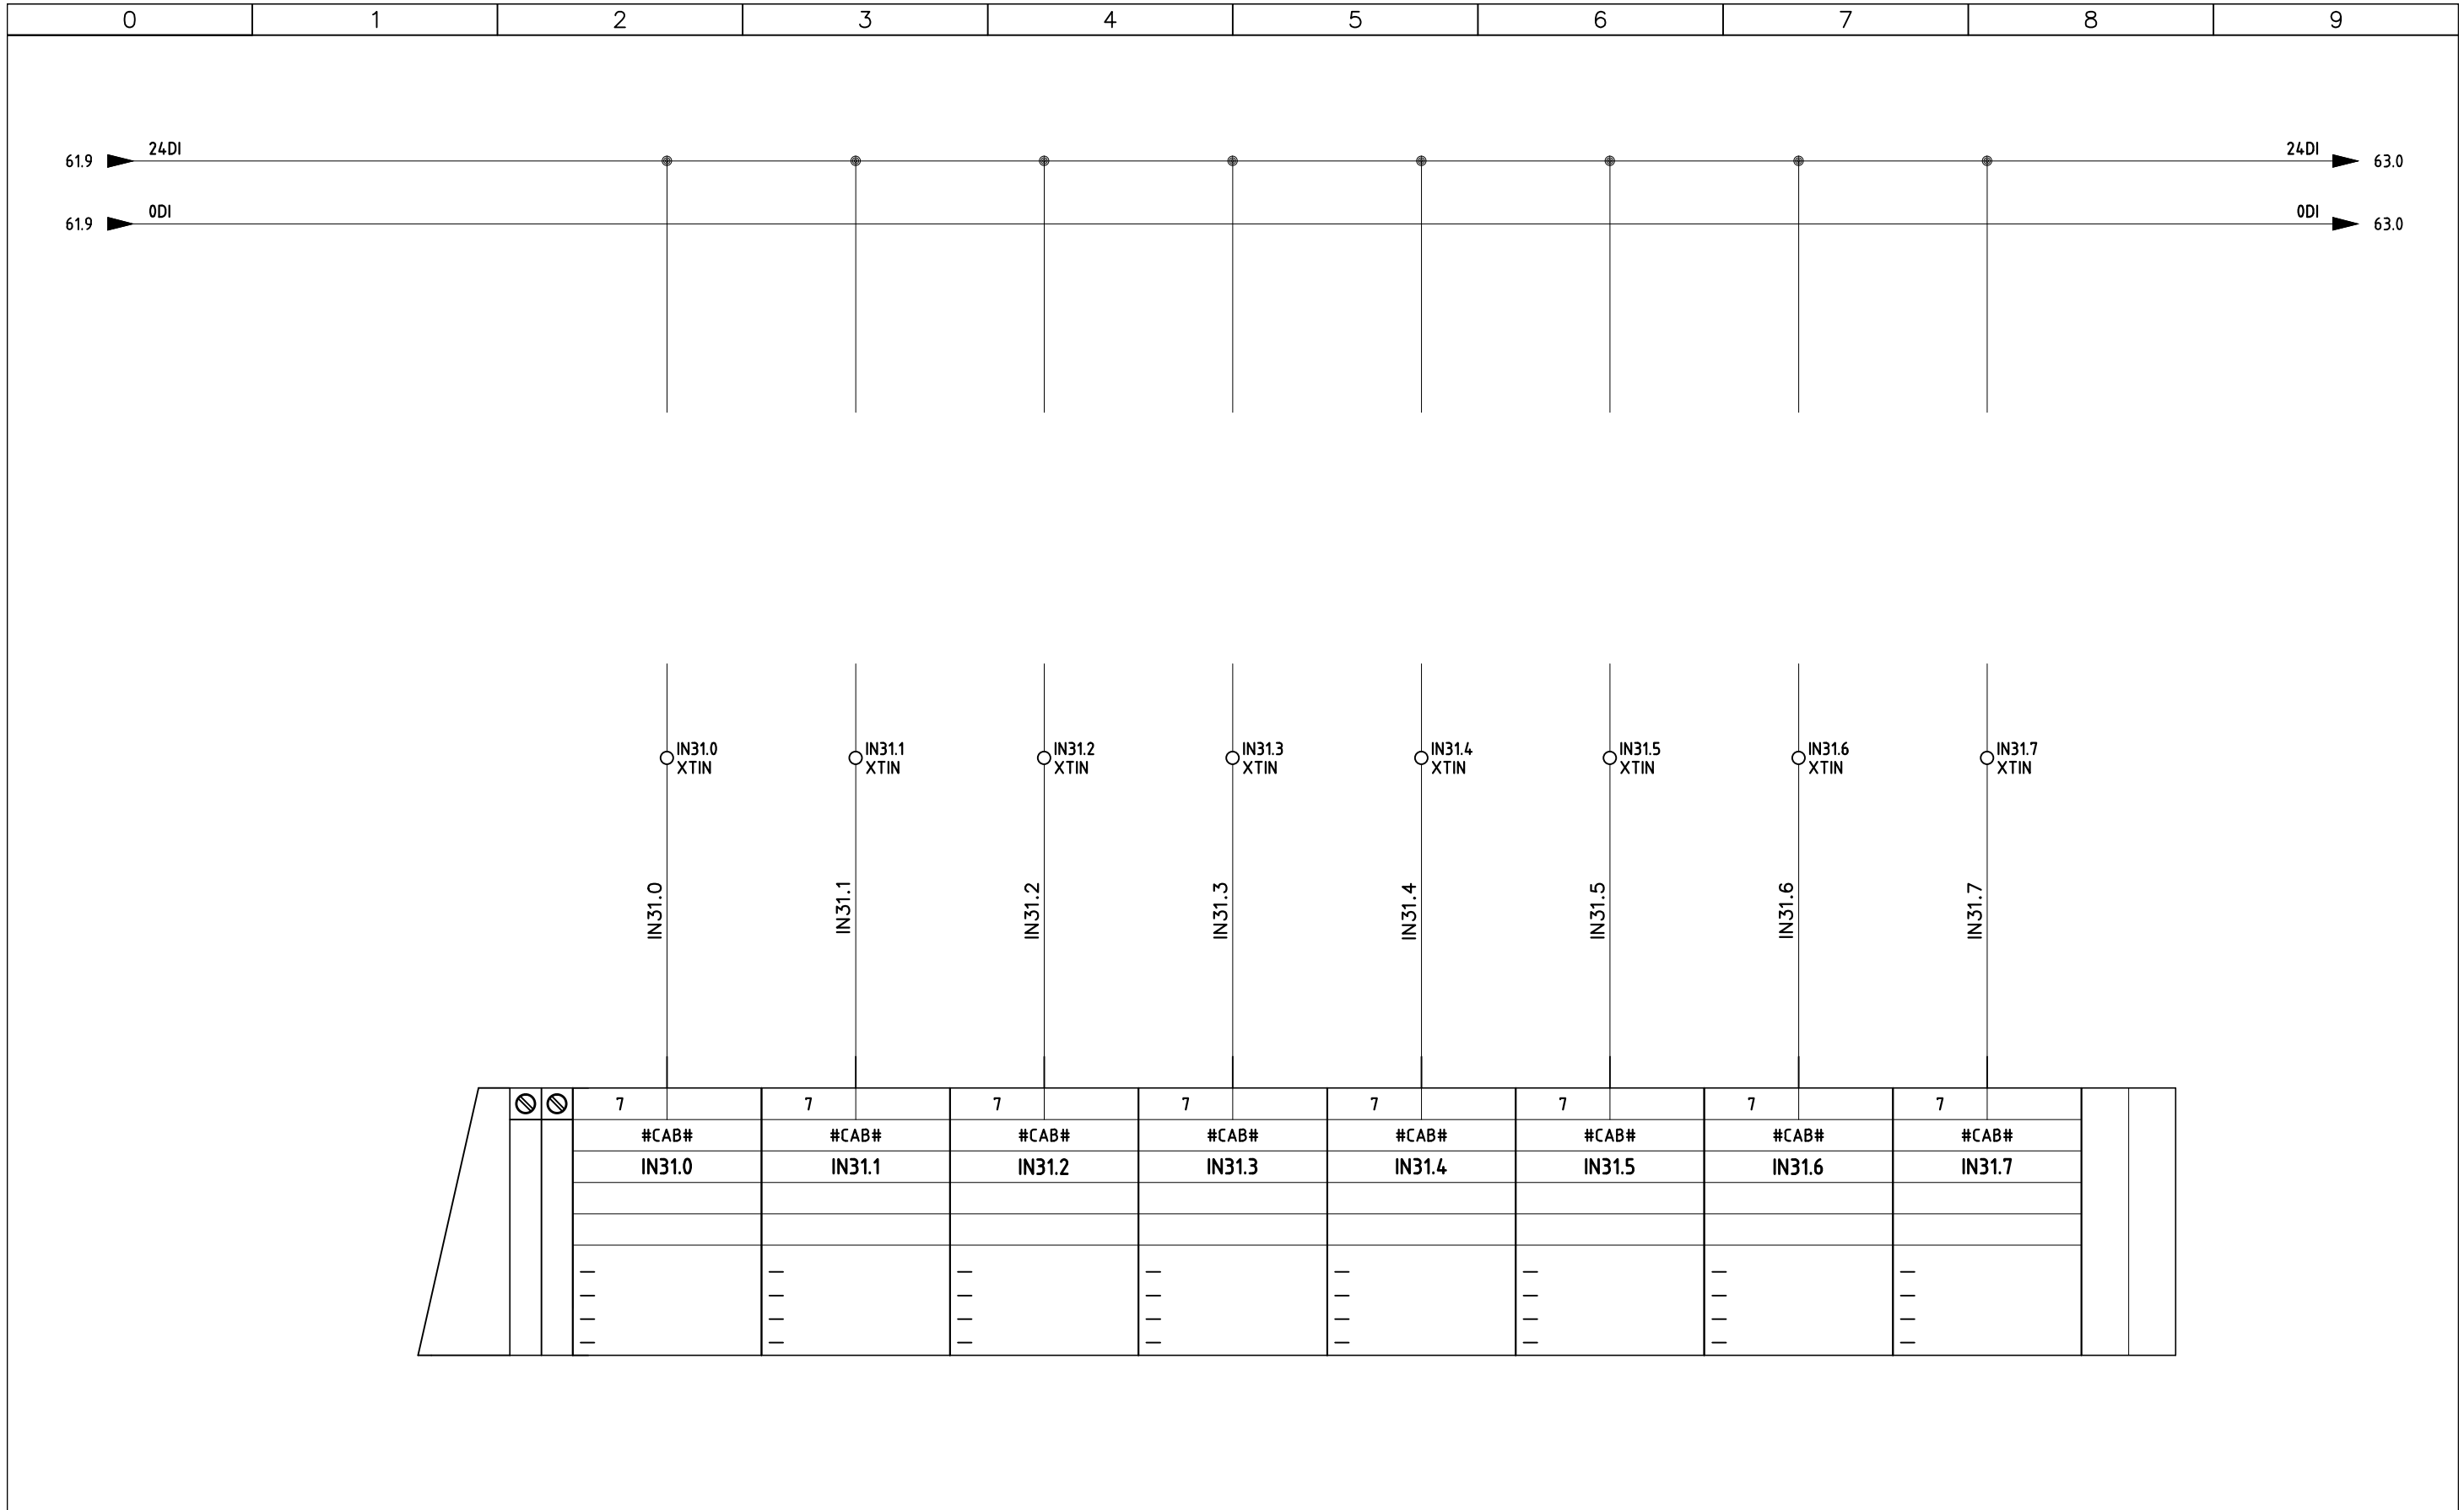 0 1 2 3 4 5 6 7 8 9
24DI 24DI
61.9 63.0
0DI 0DI
61.9 63.0
IN31.0 IN31.1 IN31.2 IN31.3 IN31.4 IN31.5 IN31.6 IN31.7
XTIN XTIN XTIN XTIN XTIN XTIN XTIN XTIN
IN31.0 IN31.1 IN31.2 IN31.3 IN31.4 IN31.5 IN31.6 IN31.7
7 7 7 7 7 7 7 7
#CAB# #CAB# #CAB# #CAB# #CAB# #CAB# #CAB# #CAB#
IN31.0 IN31.1 IN31.2 IN31.3 IN31.4 IN31.5 IN31.6 IN31.7